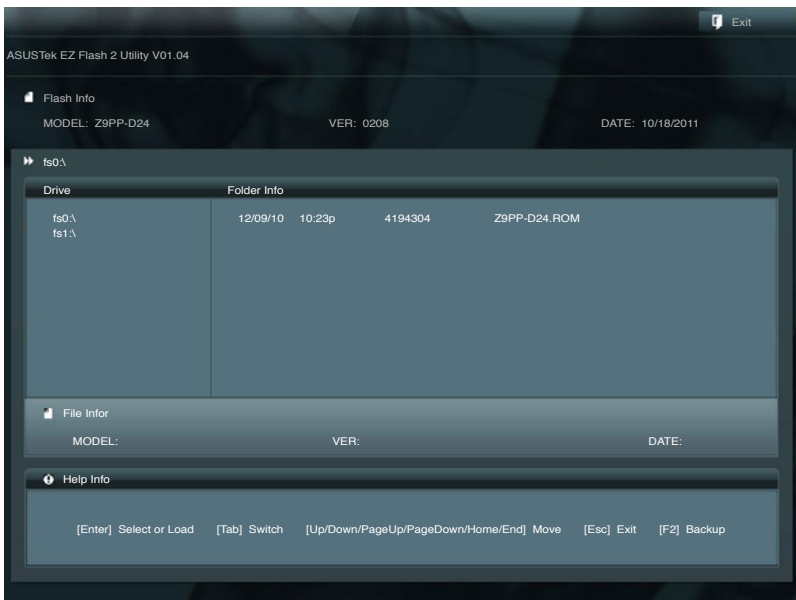 Exit
ASUSTek EZ Flash 2 Utility V01.04
Flash Info
MODEL: Z9PP-D24 VER: 0208 DATE: 10/18/2011
fs0:\
Drive Folder Info
fs0:\ 12/09/10 10:23p 4194304 Z9PP-D24.ROM
fs1:\
File Infor
MODEL: VER: DATE:
Help Info
[Enter] Select or Load [Tab] Switch [Up/Down/PageUp/PageDown/Home/End] Move [Esc] Exit [F2] Backup